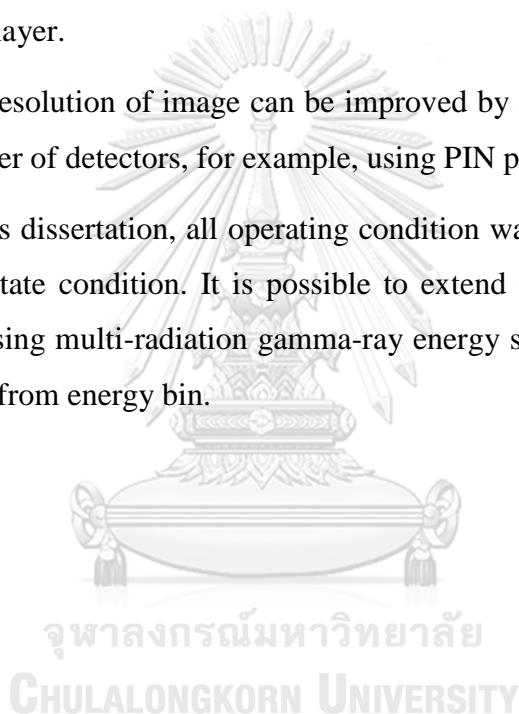 layer.
esolution of image can be improved by
er of detectors, for example, using PIN p
s dissertation, all operating condition wa
tate condition. It is possible to extend
sing multi-radiation gamma-ray energy s
from energy bin.
จุฬาลงกรณ์มหาวิทยาลัย
CHULALONGKORN UNIVERSITY